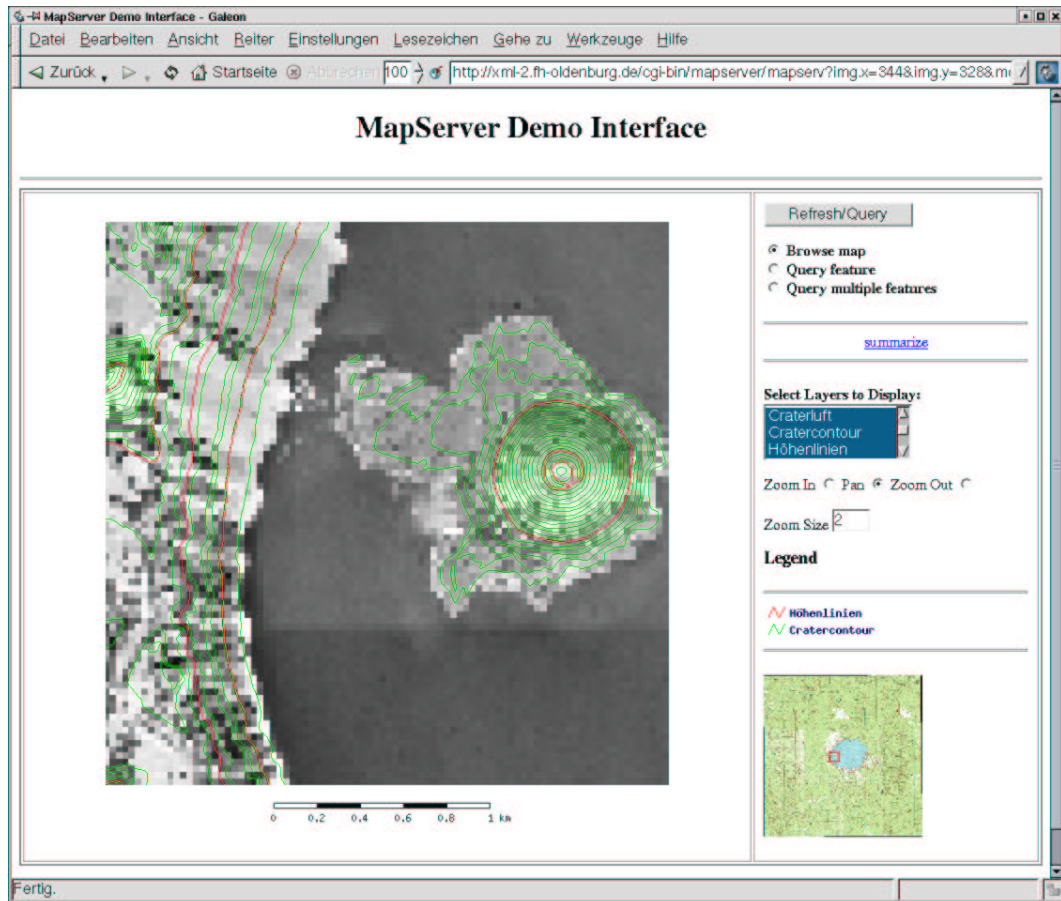 MapServer Demo Interface - Galeon
Datei Bearbeiten Ansicht Reiter Einstellungen Lesezeichen Gehe zu Werkzeuge Hilfe
Zurück Startseite Abbrechen 100 http://xml-2.fh-oldenburg.de/cgi-bin/mapserver/mapserv?img.x=344&img.y=328&m
MapServer Demo Interface
Refresh/Query
Browse map
Query feature
Query multiple features
summarize
Select Layers to Display:
Craterluft
Cratercontour
Höhenlinien
Zoom In Pan Zoom Out
Zoom Size 2
Legend
Höhenlinien
Cratercontour
0 0.2 0.4 0.6 0.8 1 km
Fertig.